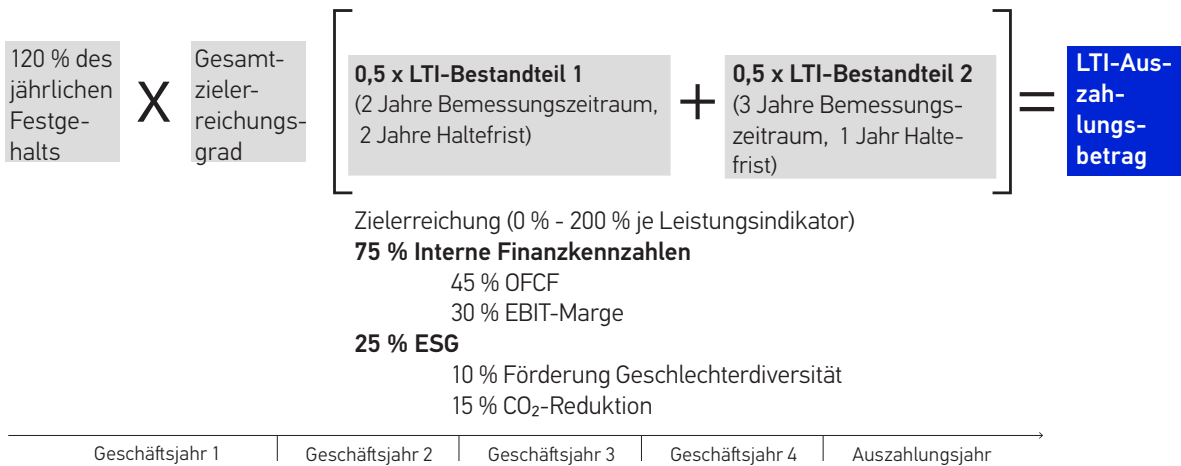 120 % des
jährlichen
Festge-
halts
X
Gesamt-
zieler-
reichungs-
grad
0,5 x LTI-Bestandteil 1
(2 Jahre Bemessungszeitraum,
2 Jahre Haltefrist)
+
0,5 x LTI-Bestandteil 2
(3 Jahre Bemessungs-
zeitraum, 1 Jahr Halte-
frist)
=
LTI-Aus-
zah-
lungs-
betrag
Zielerreichung (0 % - 200 % je Leistungsindikator)
75 % Interne Finanzkennzahlen
45 % OFCF
30 % EBIT-Marge
25 % ESG
10 % Förderung Geschlechterdiversität
15 % CO₂-Reduktion
Geschäftsjahr 1
Geschäftsjahr 2
Geschäftsjahr 3
Geschäftsjahr 4
Auszahlungsjahr